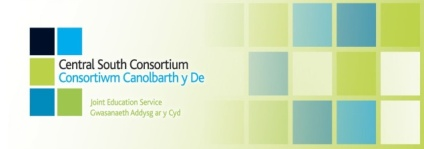 Central South Consortium
Consortiwm Canolbarth y De
Joint Education Service
Gwasanaeth Addysg ar y Cyd